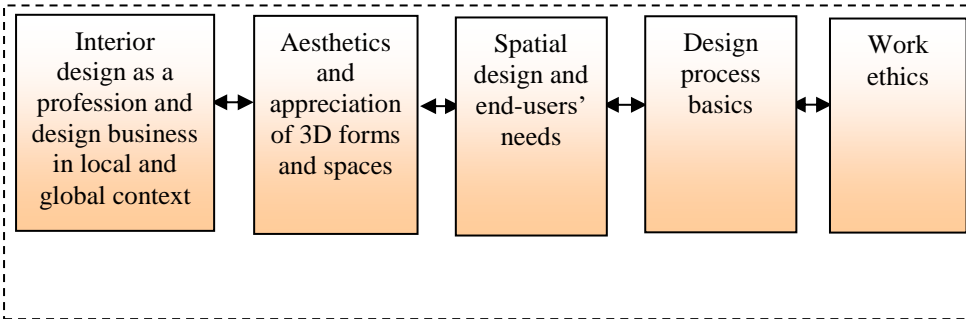 Interior
design as a
profession and
design business
in local and
global context
Aesthetics
and
appreciation
of 3D forms
and spaces
Spatial
design and
end-users’
needs
Design
process
basics
Work
ethics